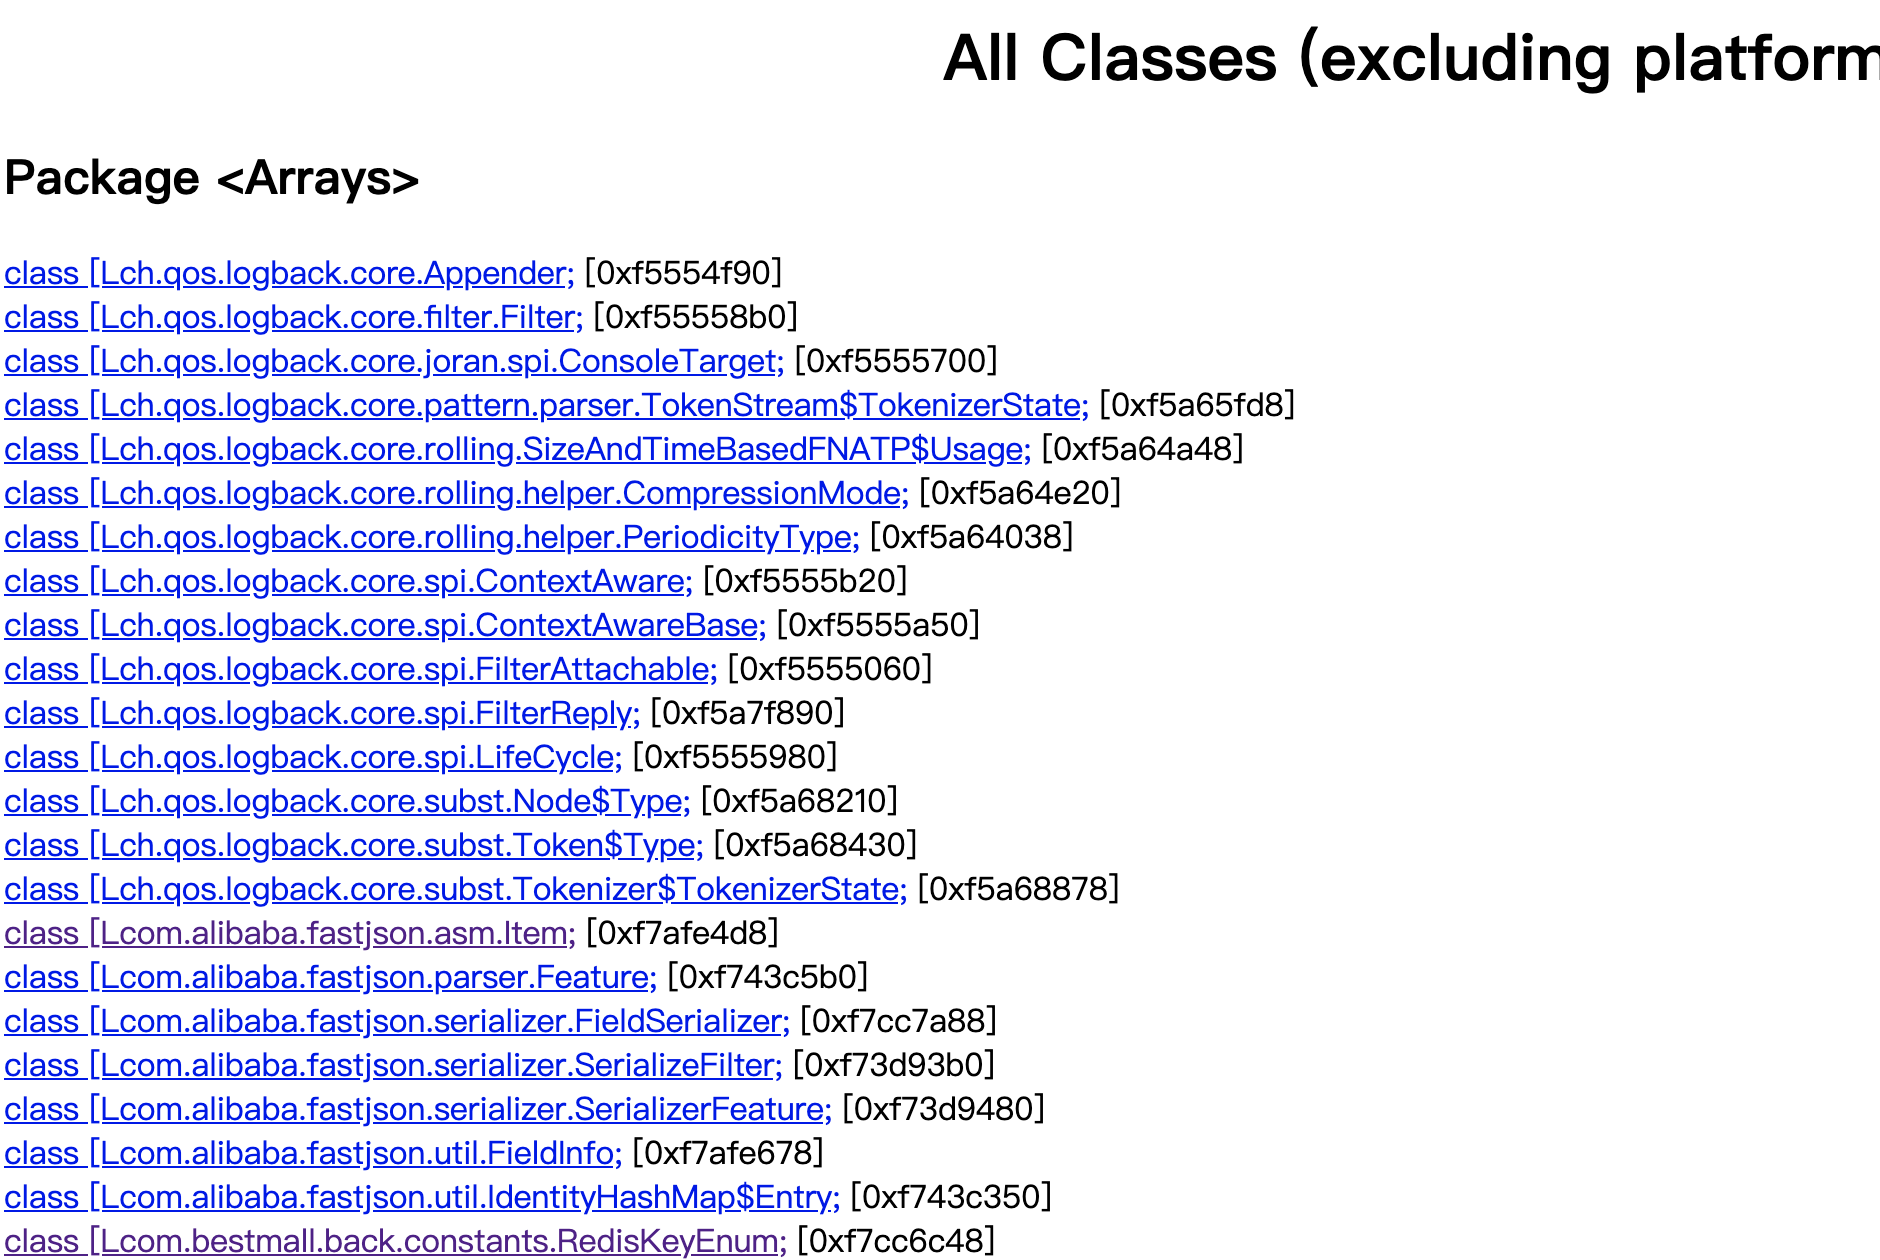 All Classes (excluding platform
Package <Arrays>
class [Lch.qos.logback.core.Appender; [0xf5554f90]
class [Lch.qos.logback.core.filter.Filter; [0xf55558b0]
class [Lch.qos.logback.core.joran.spi.ConsoleTarget; [0xf5555700]
class [Lch.qos.logback.core.pattern.parser.TokenStream$TokenizerState; [0xf5a65fd8]
class [Lch.qos.logback.core.rolling.SizeAndTimeBasedFNATP$Usage; [0xf5a64a48]
class [Lch.qos.logback.core.rolling.helper.CompressionMode; [0xf5a64e20]
class [Lch.qos.logback.core.rolling.helper.PeriodicityType; [0xf5a64038]
class [Lch.qos.logback.core.spi.ContextAware; [0xf5555b20]
class [Lch.qos.logback.core.spi.ContextAwareBase; [0xf5555a50]
class [Lch.qos.logback.core.spi.FilterAttachable; [0xf5555060]
class [Lch.qos.logback.core.spi.FilterReply; [0xf5a7f890]
class [Lch.qos.logback.core.spi.LifeCycle; [0xf5555980]
class [Lch.qos.logback.core.subst.Node$Type; [0xf5a68210]
class [Lch.qos.logback.core.subst.Token$Type; [0xf5a68430]
class [Lch.qos.logback.core.subst.Tokenizer$TokenizerState; [0xf5a68878]
class [Lcom.alibaba.fastjson.asm.Item; [0xf7afe4d8]
class [Lcom.alibaba.fastjson.parser.Feature; [0xf743c5b0]
class [Lcom.alibaba.fastjson.serializer.FieldSerializer; [0xf7cc7a88]
class [Lcom.alibaba.fastjson.serializer.SerializeFilter; [0xf73d93b0]
class [Lcom.alibaba.fastjson.serializer.SerializerFeature; [0xf73d9480]
class [Lcom.alibaba.fastjson.util.FieldInfo; [0xf7afe678]
class [Lcom.alibaba.fastjson.util.IdentityHashMap$Entry; [0xf743c350]
class [Lcom.bestmall.back.constants.RedisKeyEnum; [0xf7cc6c48]